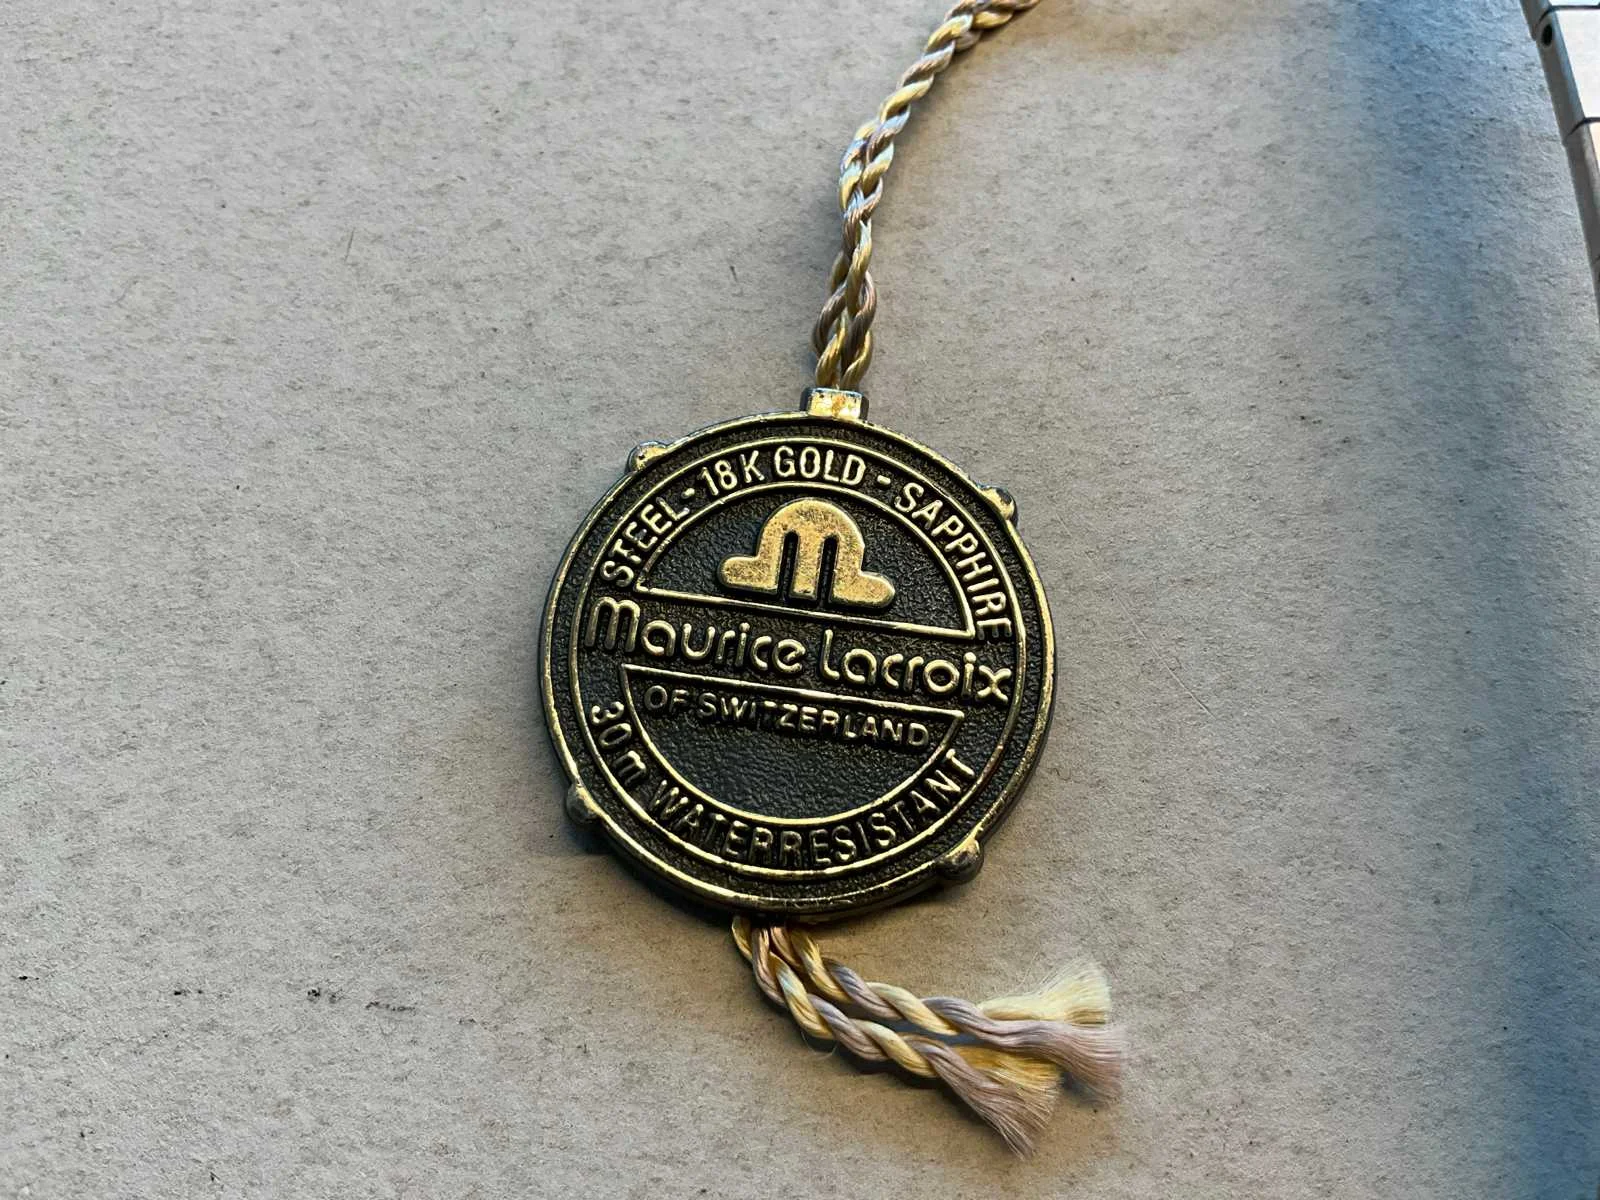 STEEL - 18K GOLD - SAPPHIRE
m
Maurice Lacroix
OF SWITZERLAND
30m WATERRESISTANT